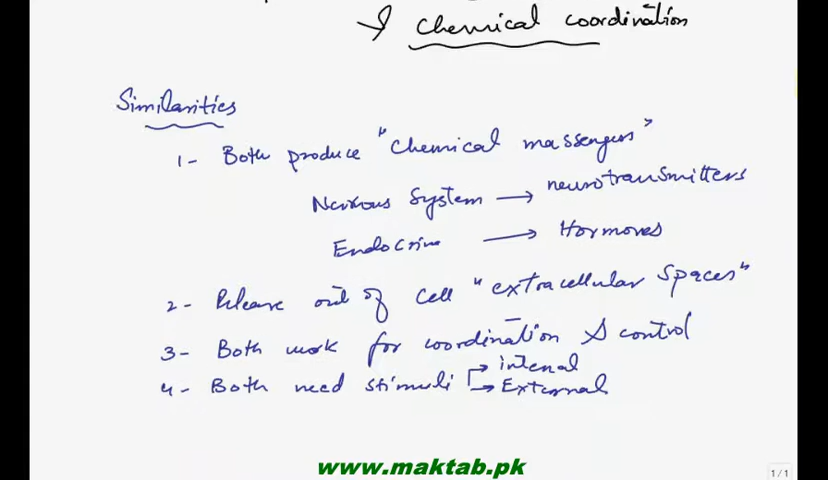 & Chemical coordination
Similarities
1- Both produce "Chemical massengers"
Nervous System → neurotransmitters
Endocrine → Hormones
2- Release out of cell "extracellular spaces"
3- Both work for coordination & control
4- Both need stimuli → internal
→ External
www.maktab.pk
1/1